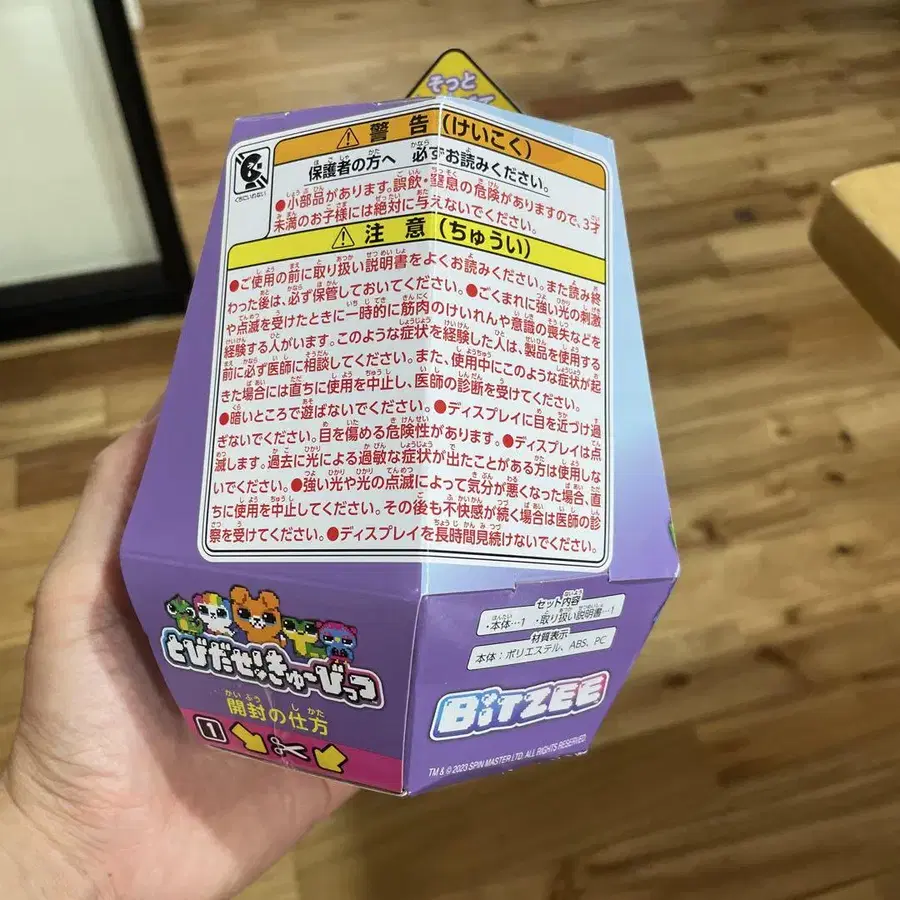 そっと
警告(けいこく)
くちにいれない
保護者の方へ 必ずお読みください。
●小部品があります。誤飲・窒息の危険がありますので、3才
未満のお子様には絶対に与えないでください。
注意(ちゅうい)
●ご使用の前に取り扱い説明書をよくお読みください。また読み終
わった後は、必ず保管しておいてください。●ごくまれに強い光の刺激
や点滅を受けたときに一時的に筋肉のけいれんや意識の喪失などを
経験する人がいます。このような症状を経験した人は、製品を使用する
前に必ず医師に相談してください。また、使用中にこのような症状が起
きた場合には直ちに使用を中止し、医師の診断を受けてください。
●暗いところで遊ばないでください。●ディスプレイに目を近づけ過
ぎないでください。目を傷める危険性があります。●ディスプレイは点
滅します。過去に光による過敏な症状が出たことがある方は使用しな
いでください。●強い光や光の点滅によって気分が悪くなった場合、直
ちに使用を中止してください。その後も不快感が続く場合は医師の診
察を受けてください。●ディスプレイを長時間見続けないでください。
とびだせ!きゅーびっつ
開封の仕方
1
セット内容
・本体…1 ・取り扱い説明書…1
材質表示
本体:ポリエステル、ABS、PC
BITZEE
TM & © 2023 SPIN MASTER LTD. ALL RIGHTS RESERVED.